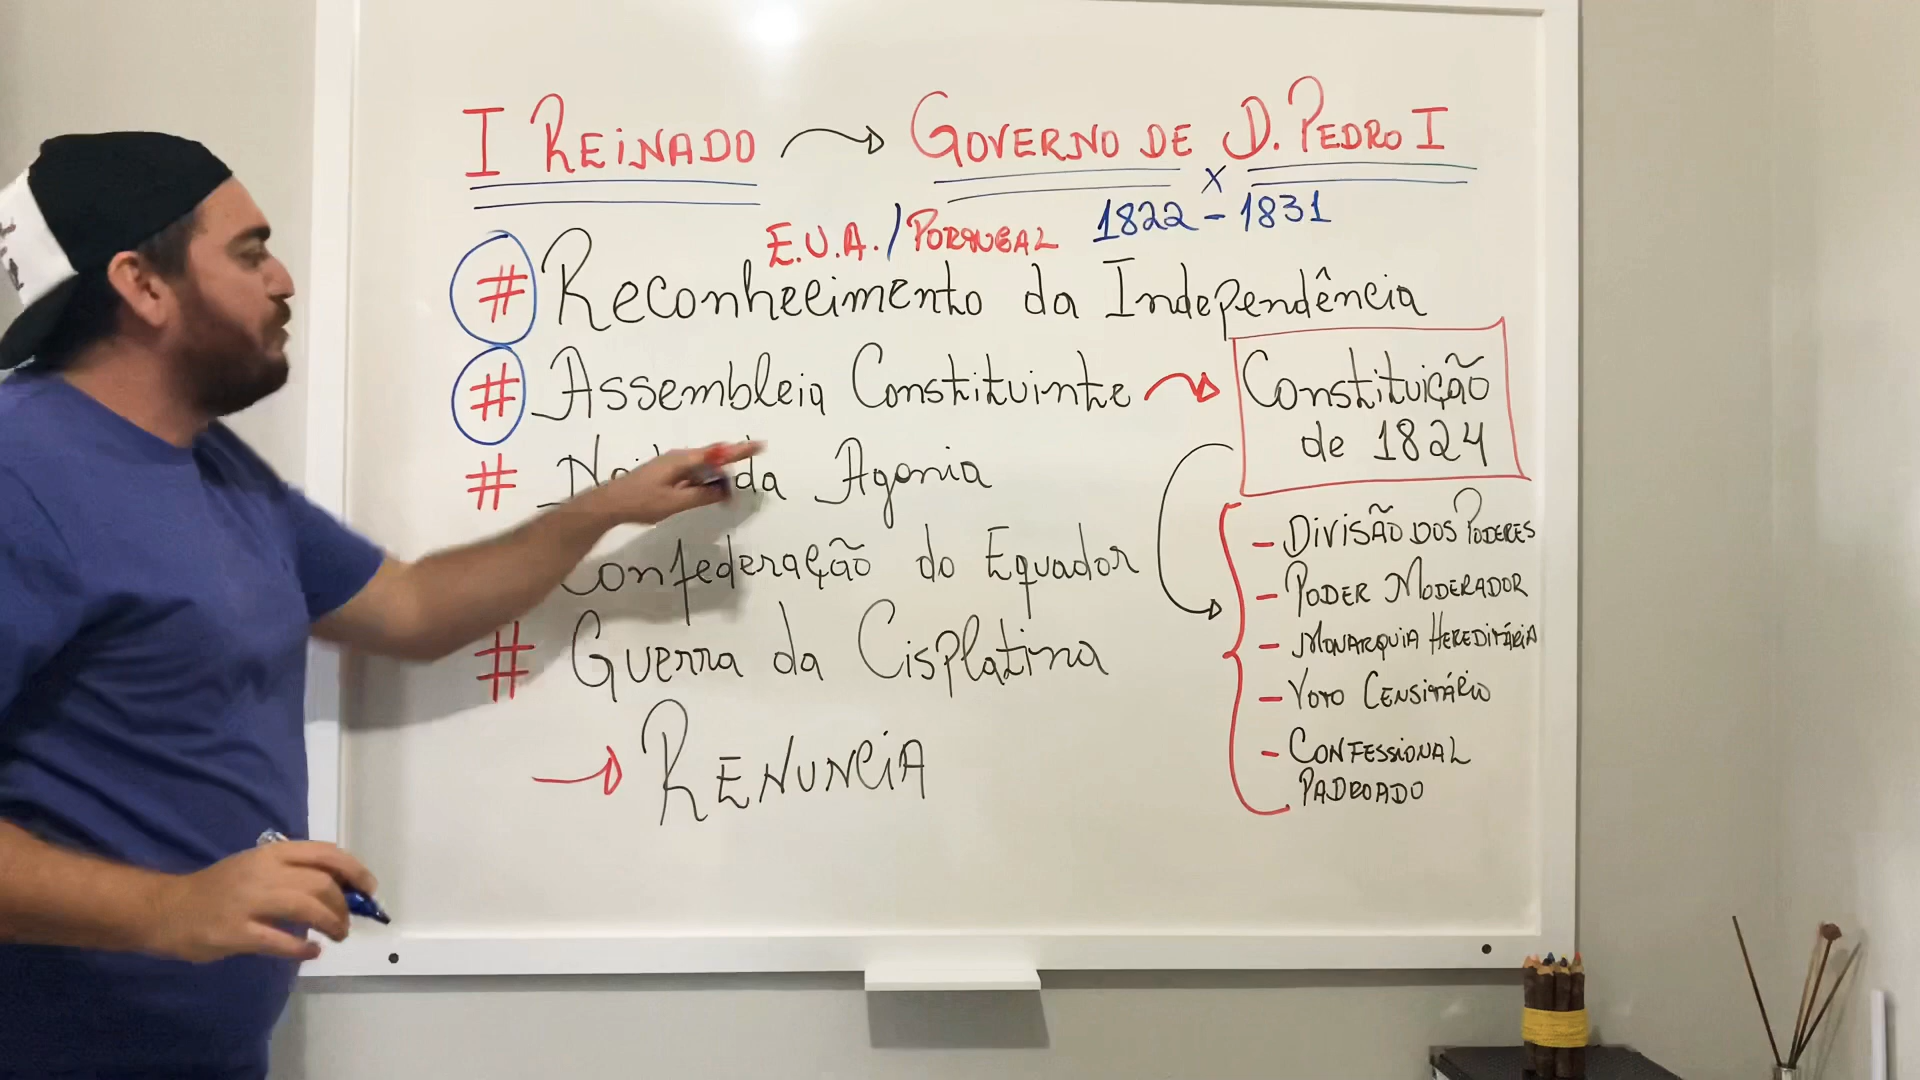 I REINADO → GOVERNO DE D. PEDRO I
x
E.U.A. / PORTUGAL 1822 - 1831
# Reconhecimento da Independência
# Assembleia Constituinte → Constituição
de 1824
# da Agonia
Confederação do Equador
# Guerra da Cisplatina
→ RENUNCIA
- DIVISÃO DOS PODERES
- PODER MODERADOR
- MONARQUIA HEREDITÁRIA
- VOTO CENSITÁRIO
- CONFESSIONAL
PADROADO